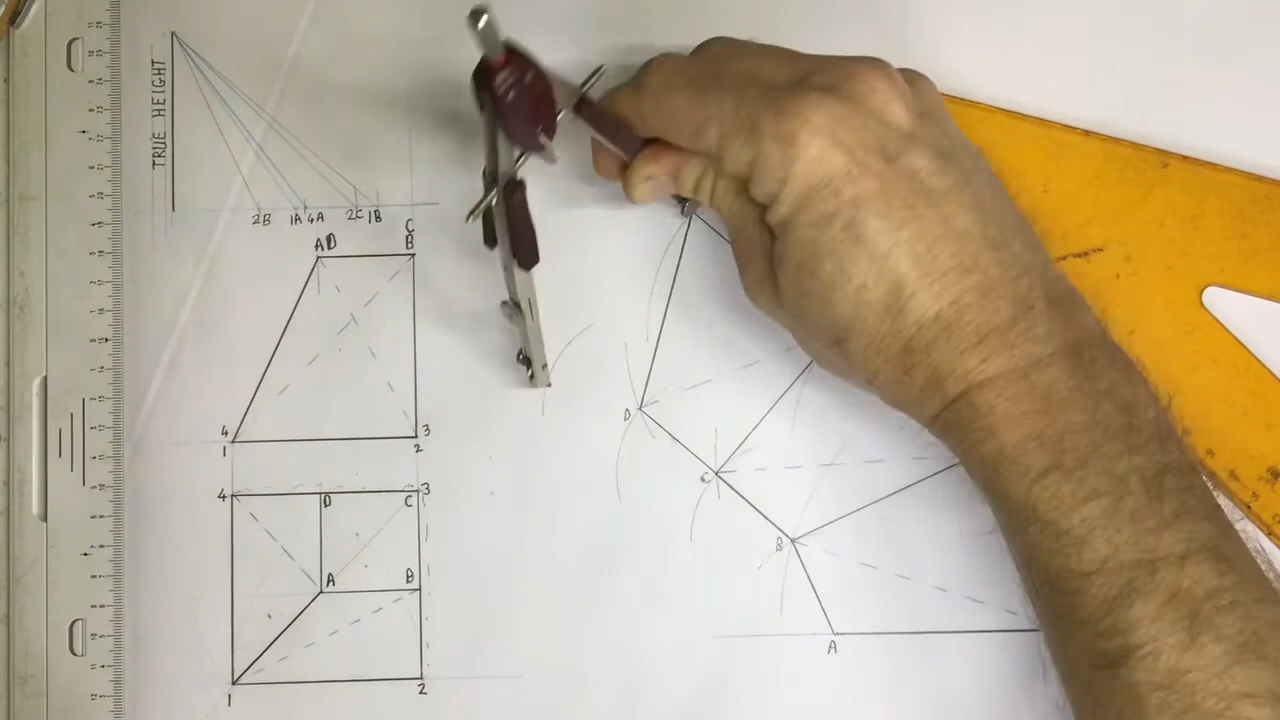 TRUE HEIGHT
2B 1A 4A 2C 1B
C
AD B
4 3
1 2
4 D C 3
A B
1 2
D
C
B
A